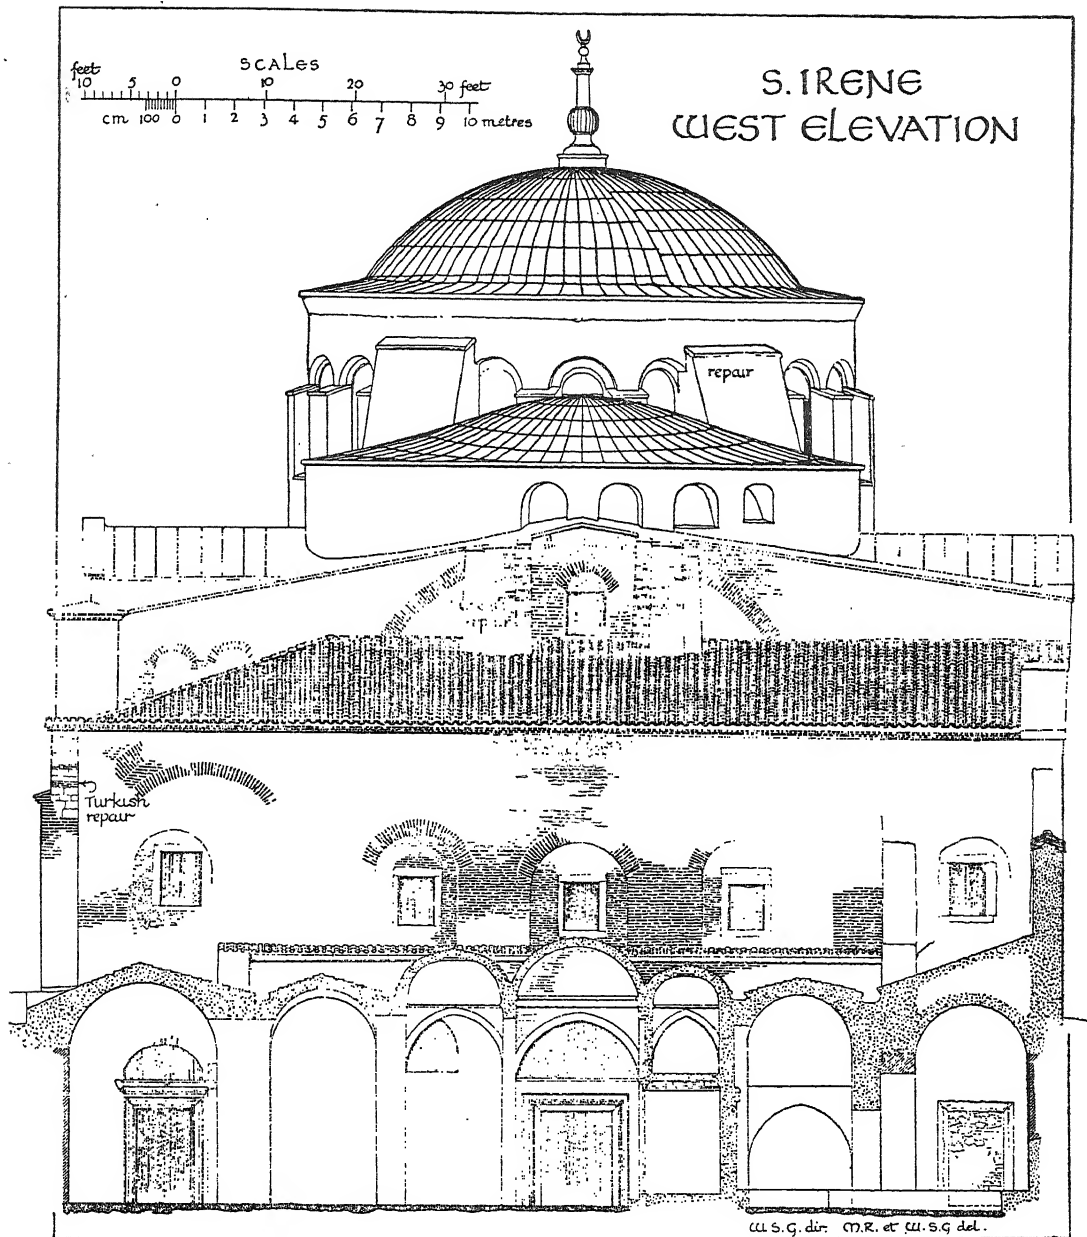 SCALES
feet
10 5 0 10 20 30 feet
cm 100 0 1 2 3 4 5 6 7 8 9 10 metres
S. IRENE
WEST ELEVATION
repair
Turkish
repair
W.S.G. dir. M.R. et W.S.G del.